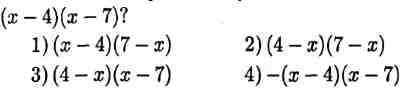 (x − 4)(x − 7)?
1) (x − 4)(7 − x) 2) (4 − x)(7 − x)
3) (4 − x)(x − 7) 4) −(x − 4)(x − 7)